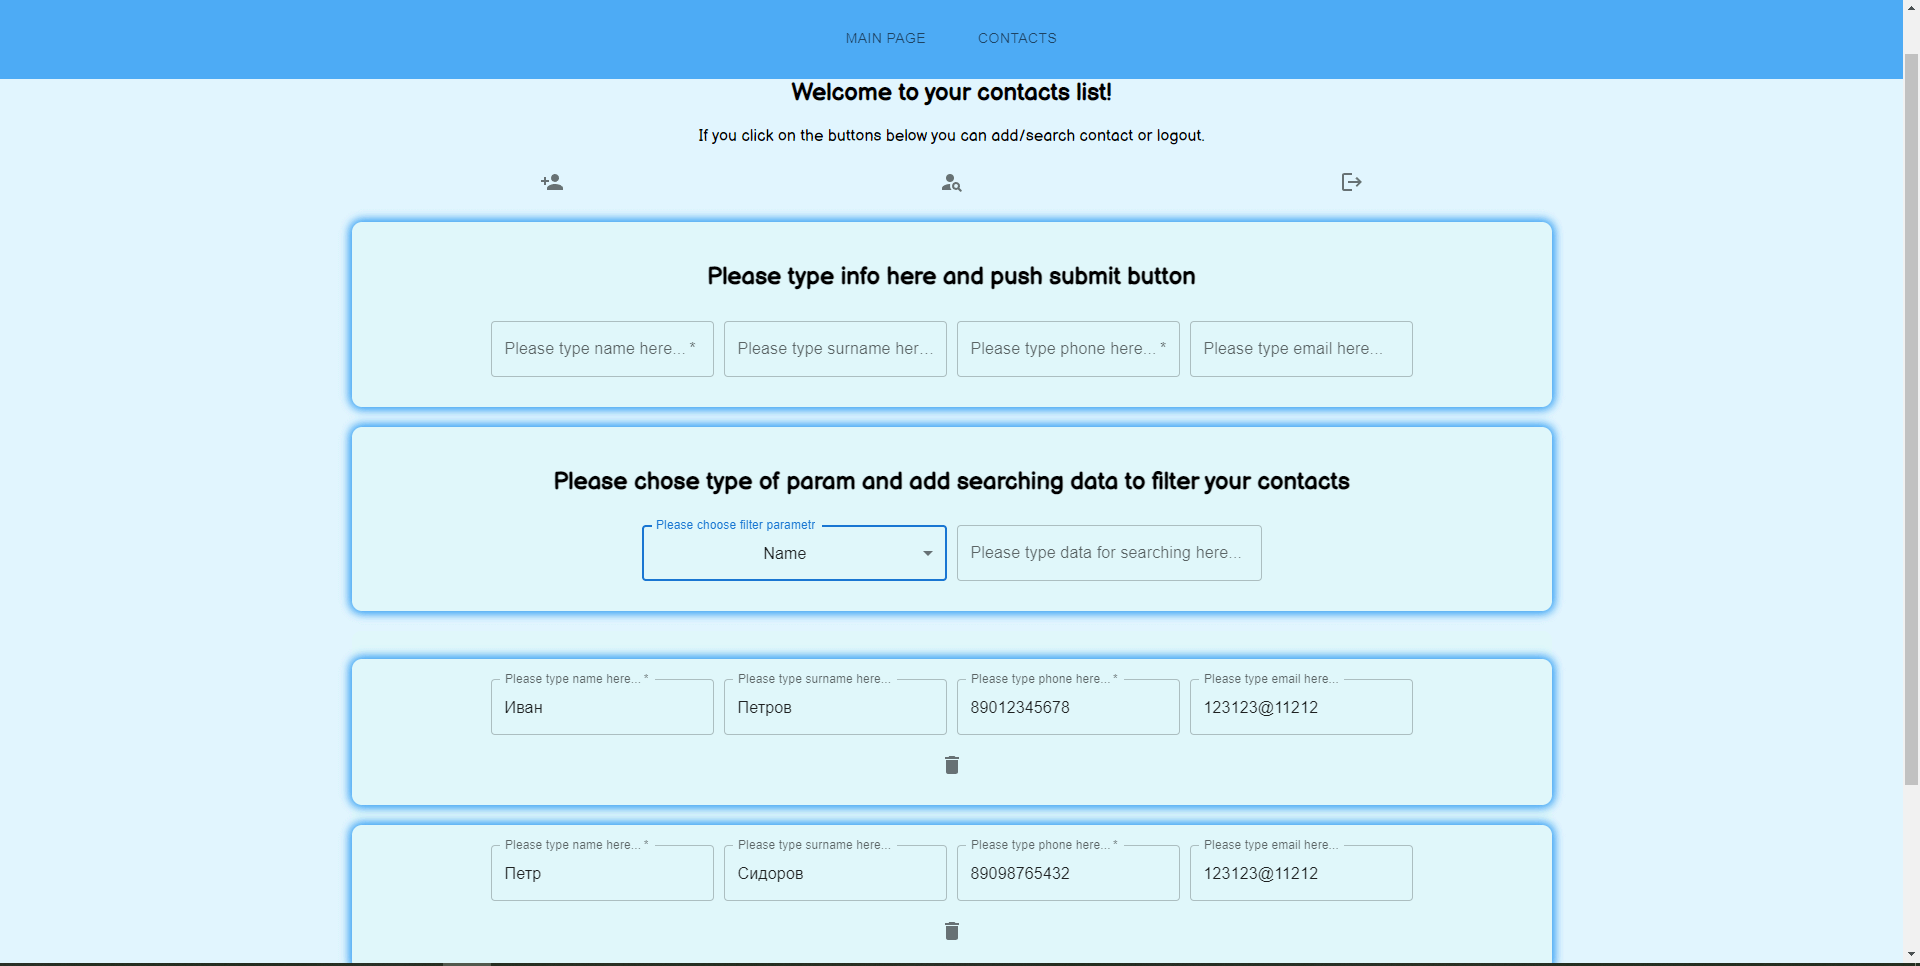 MAIN PAGE CONTACTS
Welcome to your contacts list!
If you click on the buttons below you can add/search contact or logout.
Please type info here and push submit button
Please type name here... * Please type surname her... Please type phone here... * Please type email here...
Please chose type of param and add searching data to filter your contacts
Please choose filter parametr
Name Please type data for searching here...
Please type name here... * Please type surname here... Please type phone here... * Please type email here...
Иван Петров 89012345678 123123@11212
Please type name here... * Please type surname here... Please type phone here... * Please type email here...
Петр Сидоров 89098765432 123123@11212